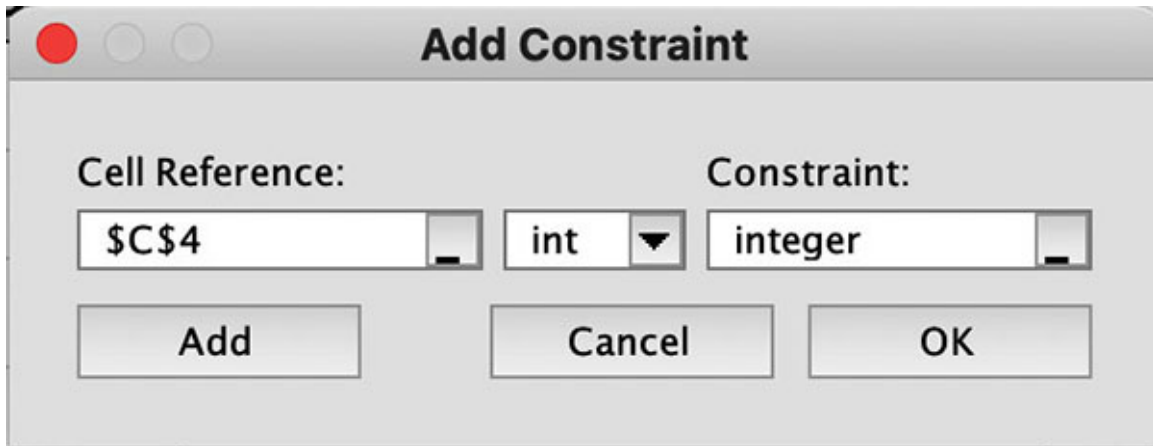 Add Constraint
Cell Reference: Constraint:
$C$4 int integer
Add Cancel OK